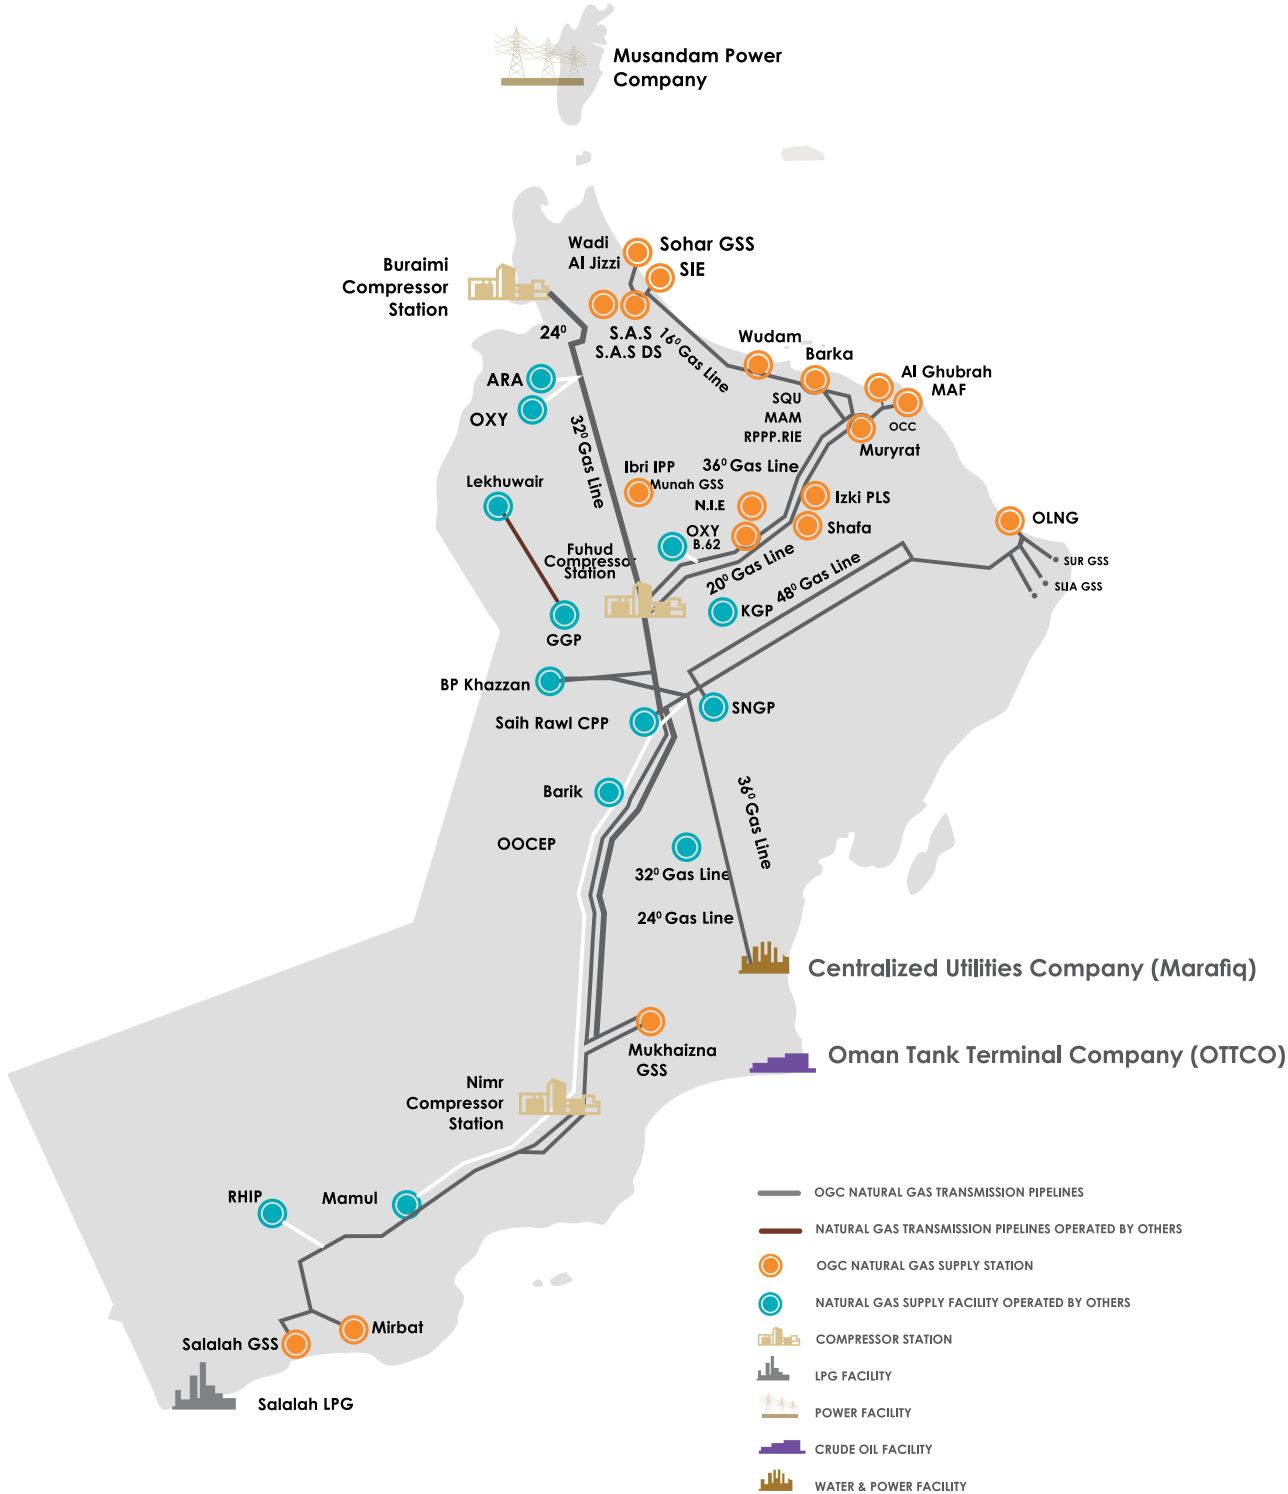 Musandam Power
Company
Wadi
Al Jizzi
Sohar GSS
SIE
Buraimi
Compressor
Station
24⁰
S.A.S
S.A.S DS
16⁰ Gas Line
Wudam
Barka
Al Ghubrah
MAF
ARA
OXY
SQU
MAM
RPPP.RIE
OCC
Muryrat
32⁰ Gas Line
Ibri IPP
Munah GSS
36⁰ Gas Line
Lekhuwair
N.I.E
Izki PLS
Shafa
OXY
B.62
OLNG
Fuhud
Compressor
Station
20⁰ Gas Line
48⁰ Gas Line
SUR GSS
SLIA GSS
GGP
KGP
BP Khazzan
SNGP
Saih Rawl CPP
Barik
36⁰ Gas Line
OOCEP
32⁰ Gas Line
24⁰ Gas Line
Centralized Utilities Company (Marafiq)
Mukhaizna
GSS
Oman Tank Terminal Company (OTTCO)
Nimr
Compressor
Station
RHIP
Mamul
Mirbat
Salalah GSS
Salalah LPG
OGC NATURAL GAS TRANSMISSION PIPELINES
NATURAL GAS TRANSMISSION PIPELINES OPERATED BY OTHERS
OGC NATURAL GAS SUPPLY STATION
NATURAL GAS SUPPLY FACILITY OPERATED BY OTHERS
COMPRESSOR STATION
LPG FACILITY
POWER FACILITY
CRUDE OIL FACILITY
WATER & POWER FACILITY